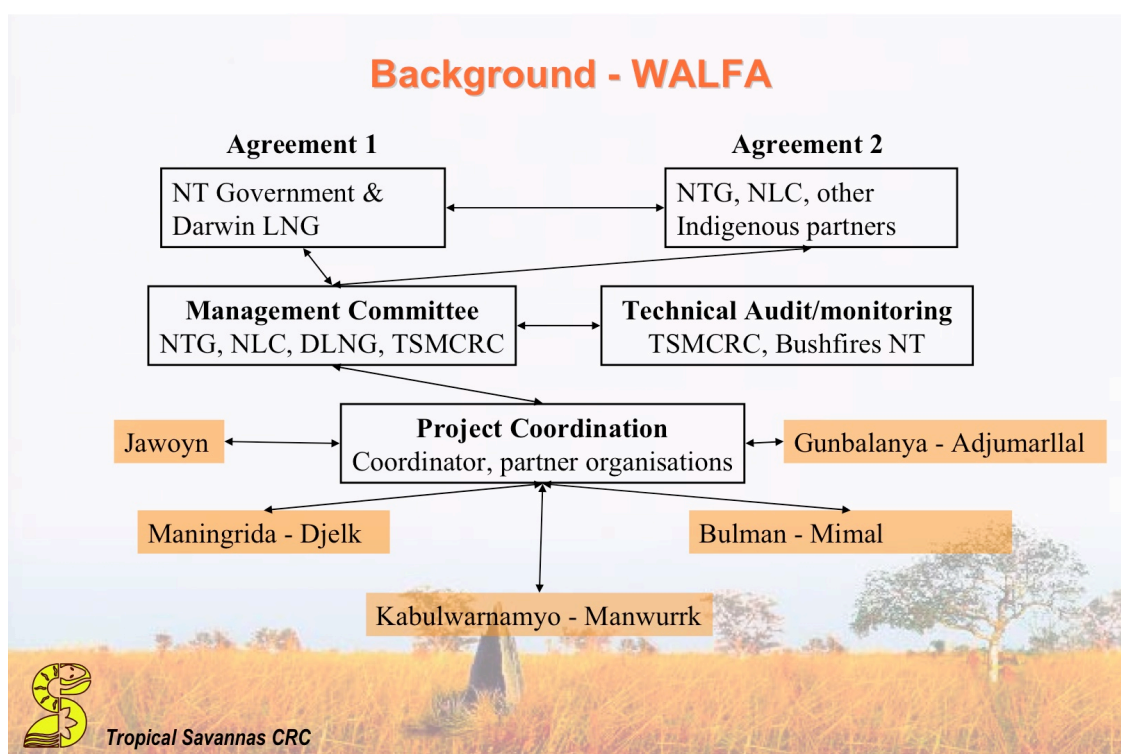 Background - WALFA
Agreement 1
Agreement 2
NT Government &
Darwin LNG
NTG, NLC, other
Indigenous partners
Management Committee
NTG, NLC, DLNG, TSMCRC
Technical Audit/monitoring
TSMCRC, Bushfires NT
Project Coordination
Coordinator, partner organisations
Jawoyn
Gunbalanya - Adjumarllal
Maningrida - Djelk
Bulman - Mimal
Kabulwarnamyo - Manwurrk
Tropical Savannas CRC